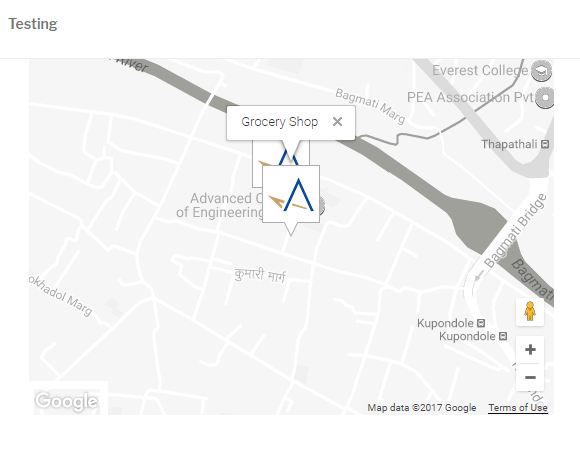 Testing
River
Everest College
Bagmati Marg
PEA Association Pvt.
Grocery Shop
Thapathali
Advanced C
of Engineering
Bagmati Bridge
Bagmati
कुमारी मार्ग
okhadol Marg
Kupondole
Kupondole
Google
Map data ©2017 Google
Terms of Use